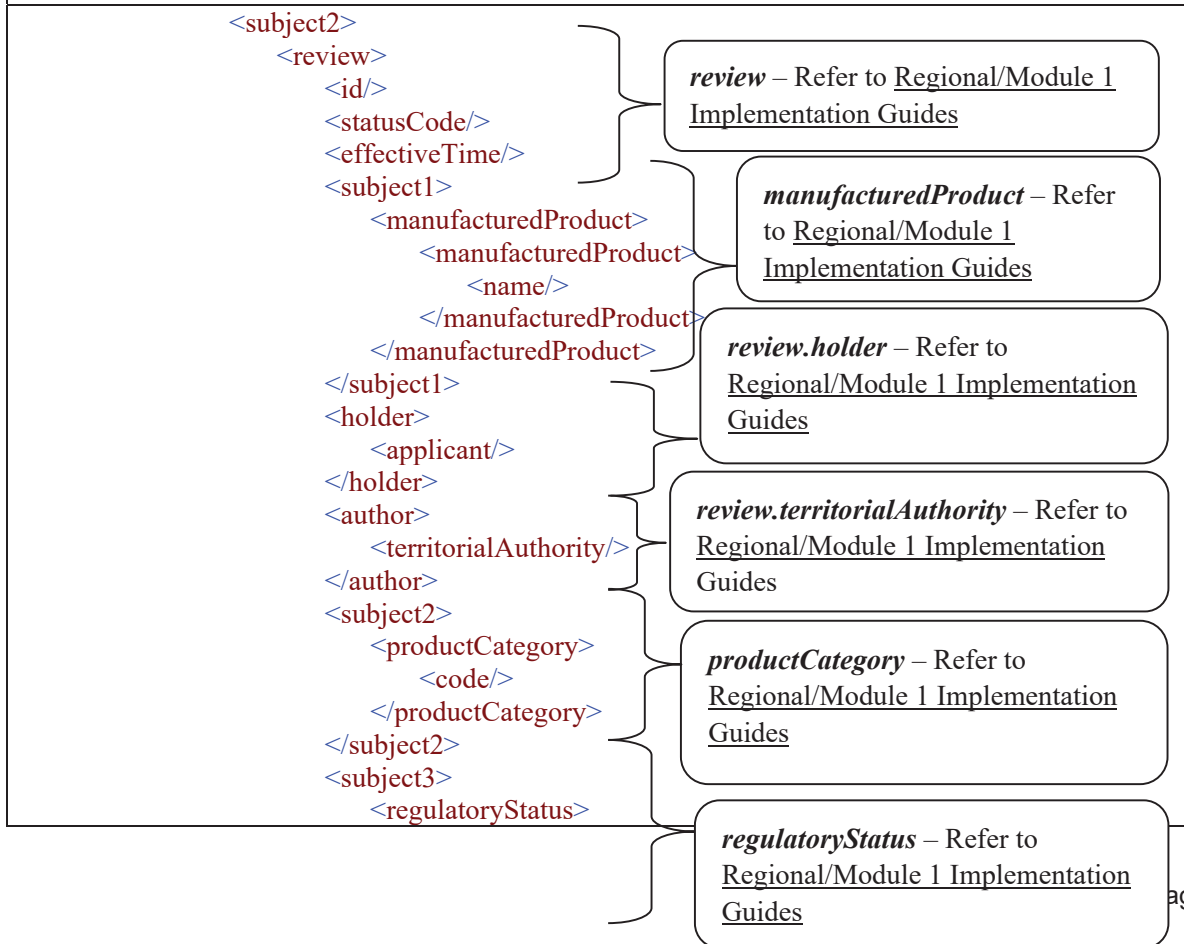 <subject2>
<review>
<id/>
<statusCode/>
<effectiveTime/>
<subject1>
<manufacturedProduct>
<manufacturedProduct>
<name/>
</manufacturedProduct>
</manufacturedProduct>
</subject1>
<holder>
<applicant/>
</holder>
<author>
<territorialAuthority/>
</author>
<subject2>
<productCategory>
<code/>
</productCategory>
</subject2>
<subject3>
<regulatoryStatus>
review – Refer to Regional/Module 1
Implementation Guides
manufacturedProduct – Refer
to Regional/Module 1
Implementation Guides
review.holder – Refer to
Regional/Module 1 Implementation
Guides
review.territorialAuthority – Refer to
Regional/Module 1 Implementation
Guides
productCategory – Refer to
Regional/Module 1 Implementation
Guides
regulatoryStatus – Refer to
Regional/Module 1 Implementation
Guides